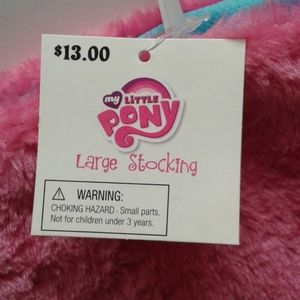 $13.00
my LITTLE
PONY
Large Stocking
WARNING:
CHOKING HAZARD - Small parts.
Not for children under 3 years.